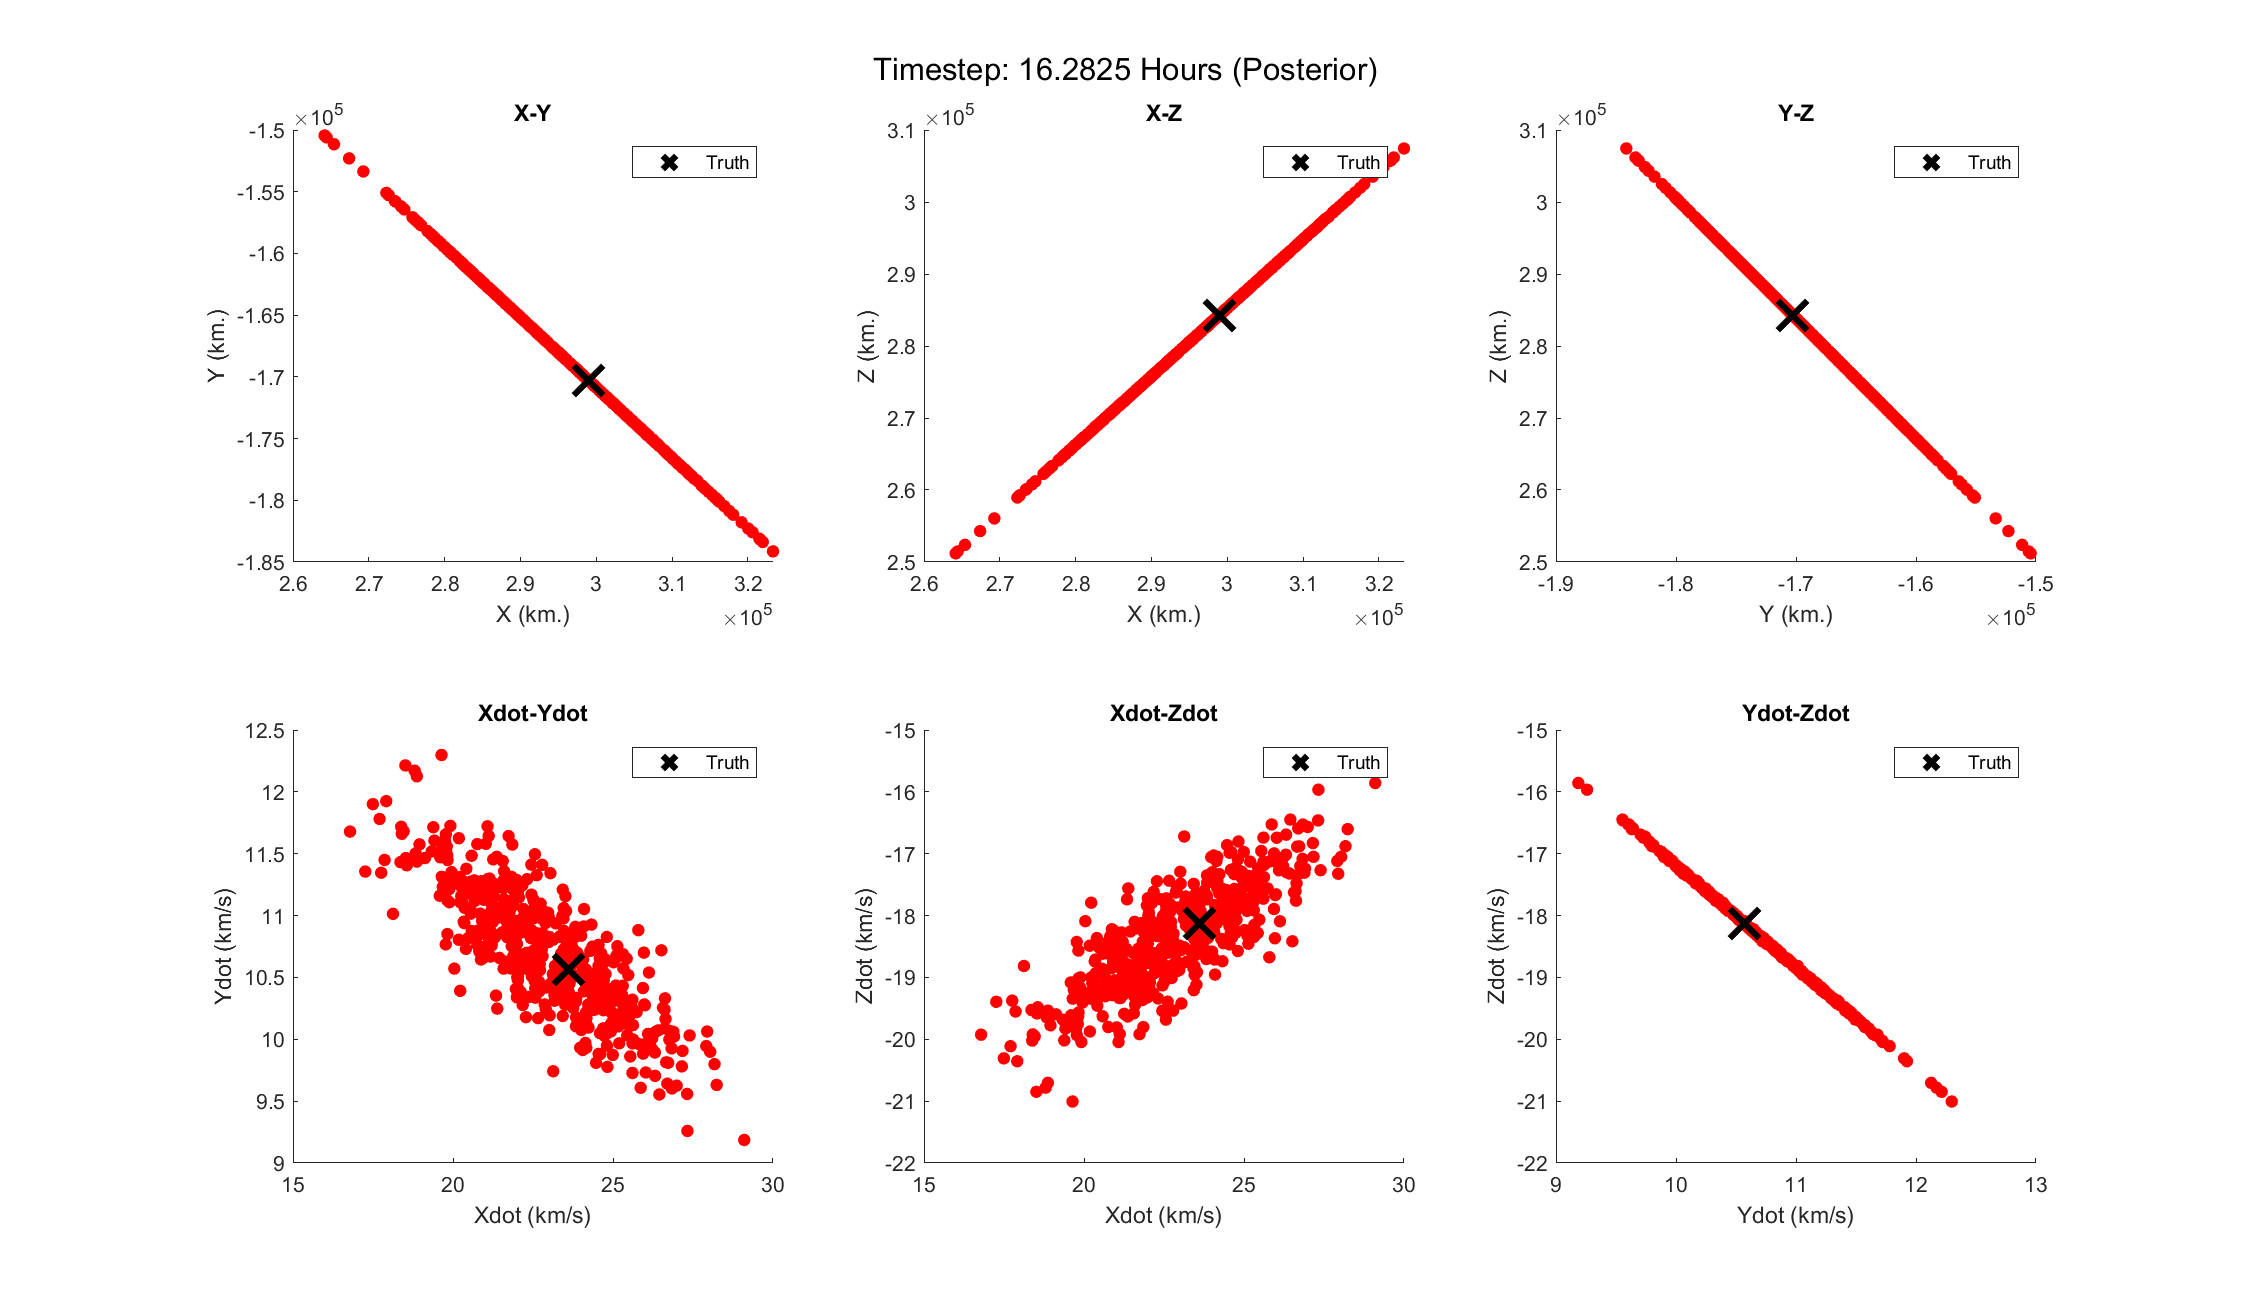 Timestep: 16.2825 Hours (Posterior)
X-Y
×10^5
-1.5
-1.55
-1.6
-1.65
-1.7
-1.75
-1.8
-1.85
Y (km.)
Truth
2.6 2.7 2.8 2.9 3 3.1 3.2
X (km.)
×10^5
X-Z
×10^5
3.1
3
2.9
2.8
2.7
2.6
2.5
Z (km.)
Truth
2.6 2.7 2.8 2.9 3 3.1 3.2
X (km.)
×10^5
Y-Z
×10^5
3.1
3
2.9
2.8
2.7
2.6
2.5
Z (km.)
Truth
-1.9 -1.8 -1.7 -1.6 -1.5
Y (km.)
×10^5
Xdot-Ydot
12.5
12
11.5
11
10.5
10
9.5
9
Ydot (km/s)
Truth
15 20 25 30
Xdot (km/s)
Xdot-Zdot
-15
-16
-17
-18
-19
-20
-21
-22
Zdot (km/s)
Truth
15 20 25 30
Xdot (km/s)
Ydot-Zdot
-15
-16
-17
-18
-19
-20
-21
-22
Zdot (km/s)
Truth
9 10 11 12 13
Ydot (km/s)